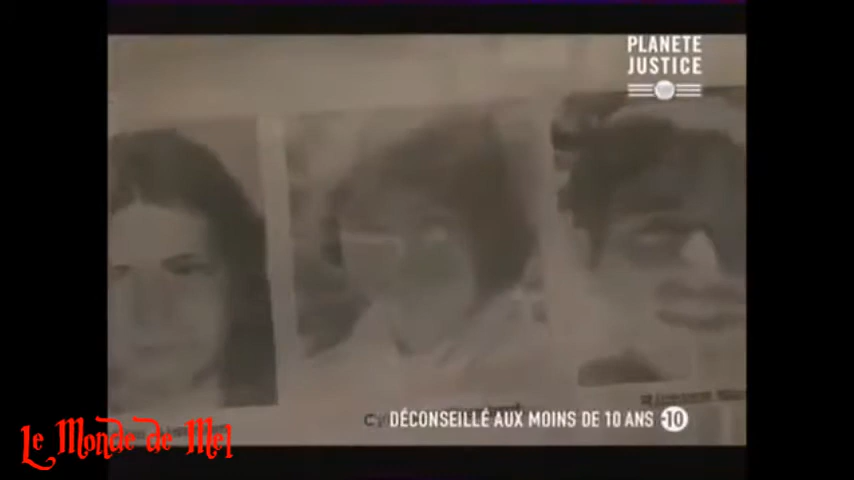 PLANETE
JUSTICE
DÉCONSEILLÉ AUX MOINS DE 10 ANS -10
Le Monde de Mel